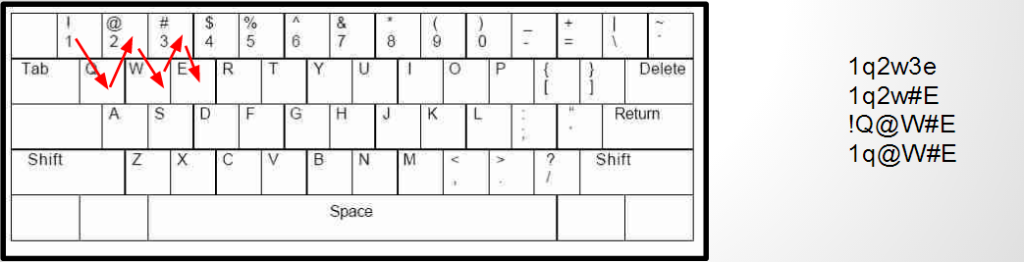 ! @ # $ % ^ & * ( ) _ + | ~
1 2 3 4 5 6 7 8 9 0 - = \ `
Tab Q W E R T Y U I O P { } Delete
[ ]
A S D F G H J K L : " Return
; '
Shift Z X C V B N M < > ? Shift
, . /
Space
1q2w3e
1q2w#E
!Q@W#E
1q@W#E